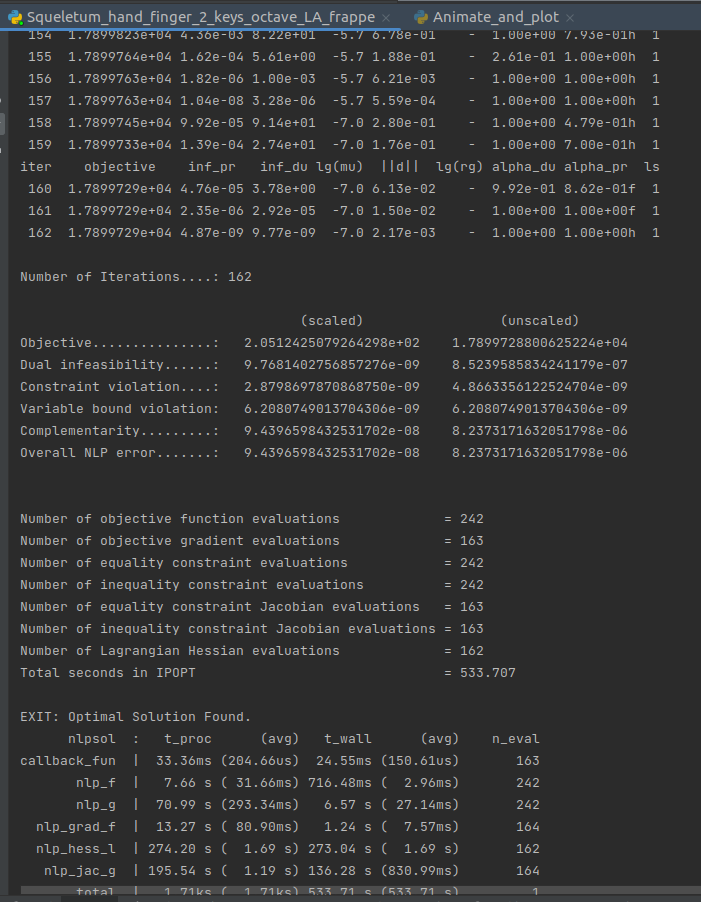 Squeletum_hand_finger_2_keys_octave_LA_frappe × Animate_and_plot ×
154 1.7899823e+04 4.36e-03 8.22e+01 -5.7 6.78e-01 - 1.00e+00 7.93e-01h 1
155 1.7899764e+04 1.62e-04 5.61e+00 -5.7 1.88e-01 - 2.61e-01 1.00e+00h 1
156 1.7899763e+04 1.82e-06 1.00e-03 -5.7 6.21e-03 - 1.00e+00 1.00e+00h 1
157 1.7899763e+04 1.04e-08 3.28e-06 -5.7 5.59e-04 - 1.00e+00 1.00e+00h 1
158 1.7899745e+04 9.92e-05 9.14e+01 -7.0 2.80e-01 - 1.00e+00 4.79e-01h 1
159 1.7899733e+04 1.39e-04 2.74e+01 -7.0 1.76e-01 - 1.00e+00 7.00e-01h 1
iter objective inf_pr inf_du lg(mu) ||d|| lg(rg) alpha_du alpha_pr ls
160 1.7899729e+04 4.76e-05 3.78e+00 -7.0 6.13e-02 - 9.92e-01 8.62e-01f 1
161 1.7899729e+04 2.35e-06 2.92e-05 -7.0 1.50e-02 - 1.00e+00 1.00e+00f 1
162 1.7899729e+04 4.87e-09 9.77e-09 -7.0 2.17e-03 - 1.00e+00 1.00e+00h 1
Number of Iterations....: 162
(scaled) (unscaled)
Objective...............: 2.0512425079264298e+02 1.7899728800625224e+04
Dual infeasibility......: 9.7681402756857276e-09 8.5239585834241179e-07
Constraint violation....: 2.8798697870868750e-09 4.8663356122524704e-09
Variable bound violation: 6.2080749013704306e-09 6.2080749013704306e-09
Complementarity.........: 9.4396598432531702e-08 8.2373171632051798e-06
Overall NLP error.......: 9.4396598432531702e-08 8.2373171632051798e-06
Number of objective function evaluations = 242
Number of objective gradient evaluations = 163
Number of equality constraint evaluations = 242
Number of inequality constraint evaluations = 242
Number of equality constraint Jacobian evaluations = 163
Number of inequality constraint Jacobian evaluations = 163
Number of Lagrangian Hessian evaluations = 162
Total seconds in IPOPT = 533.707
EXIT: Optimal Solution Found.
nlpsol : t_proc (avg) t_wall (avg) n_eval
callback_fun | 33.36ms (204.66us) 24.55ms (150.61us) 163
nlp_f | 7.66 s ( 31.66ms) 716.48ms ( 2.96ms) 242
nlp_g | 70.99 s (293.34ms) 6.57 s ( 27.14ms) 242
nlp_grad_f | 13.27 s ( 80.90ms) 1.24 s ( 7.57ms) 164
nlp_hess_l | 274.20 s ( 1.69 s) 273.04 s ( 1.69 s) 162
nlp_jac_g | 195.54 s ( 1.19 s) 136.28 s (830.99ms) 164
total | 1.71ks ( 1.71ks) 533.71 s (533.71 s) 1